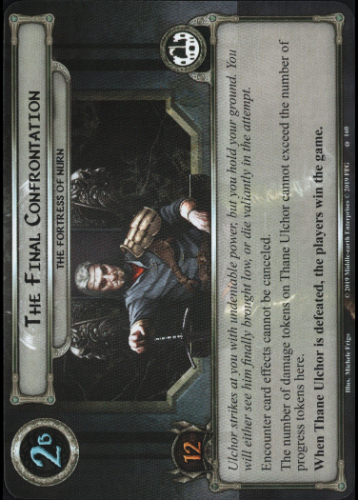 2B
THE FINAL CONFRONTATION
THE FORTRESS OF NURN
12
Ulchor strikes at you with undeniable power, but you hold your ground. You
will either see him finally brought low, or die valiantly in the attempt.
Encounter card effects cannot be canceled.
The number of damage tokens on Thane Ulchor cannot exceed the number of
progress tokens here.
When Thane Ulchor is defeated, the players win the game.
Illus. Michele Frigo © 2019 Middle-earth Enterprises © 2019 FFG 160